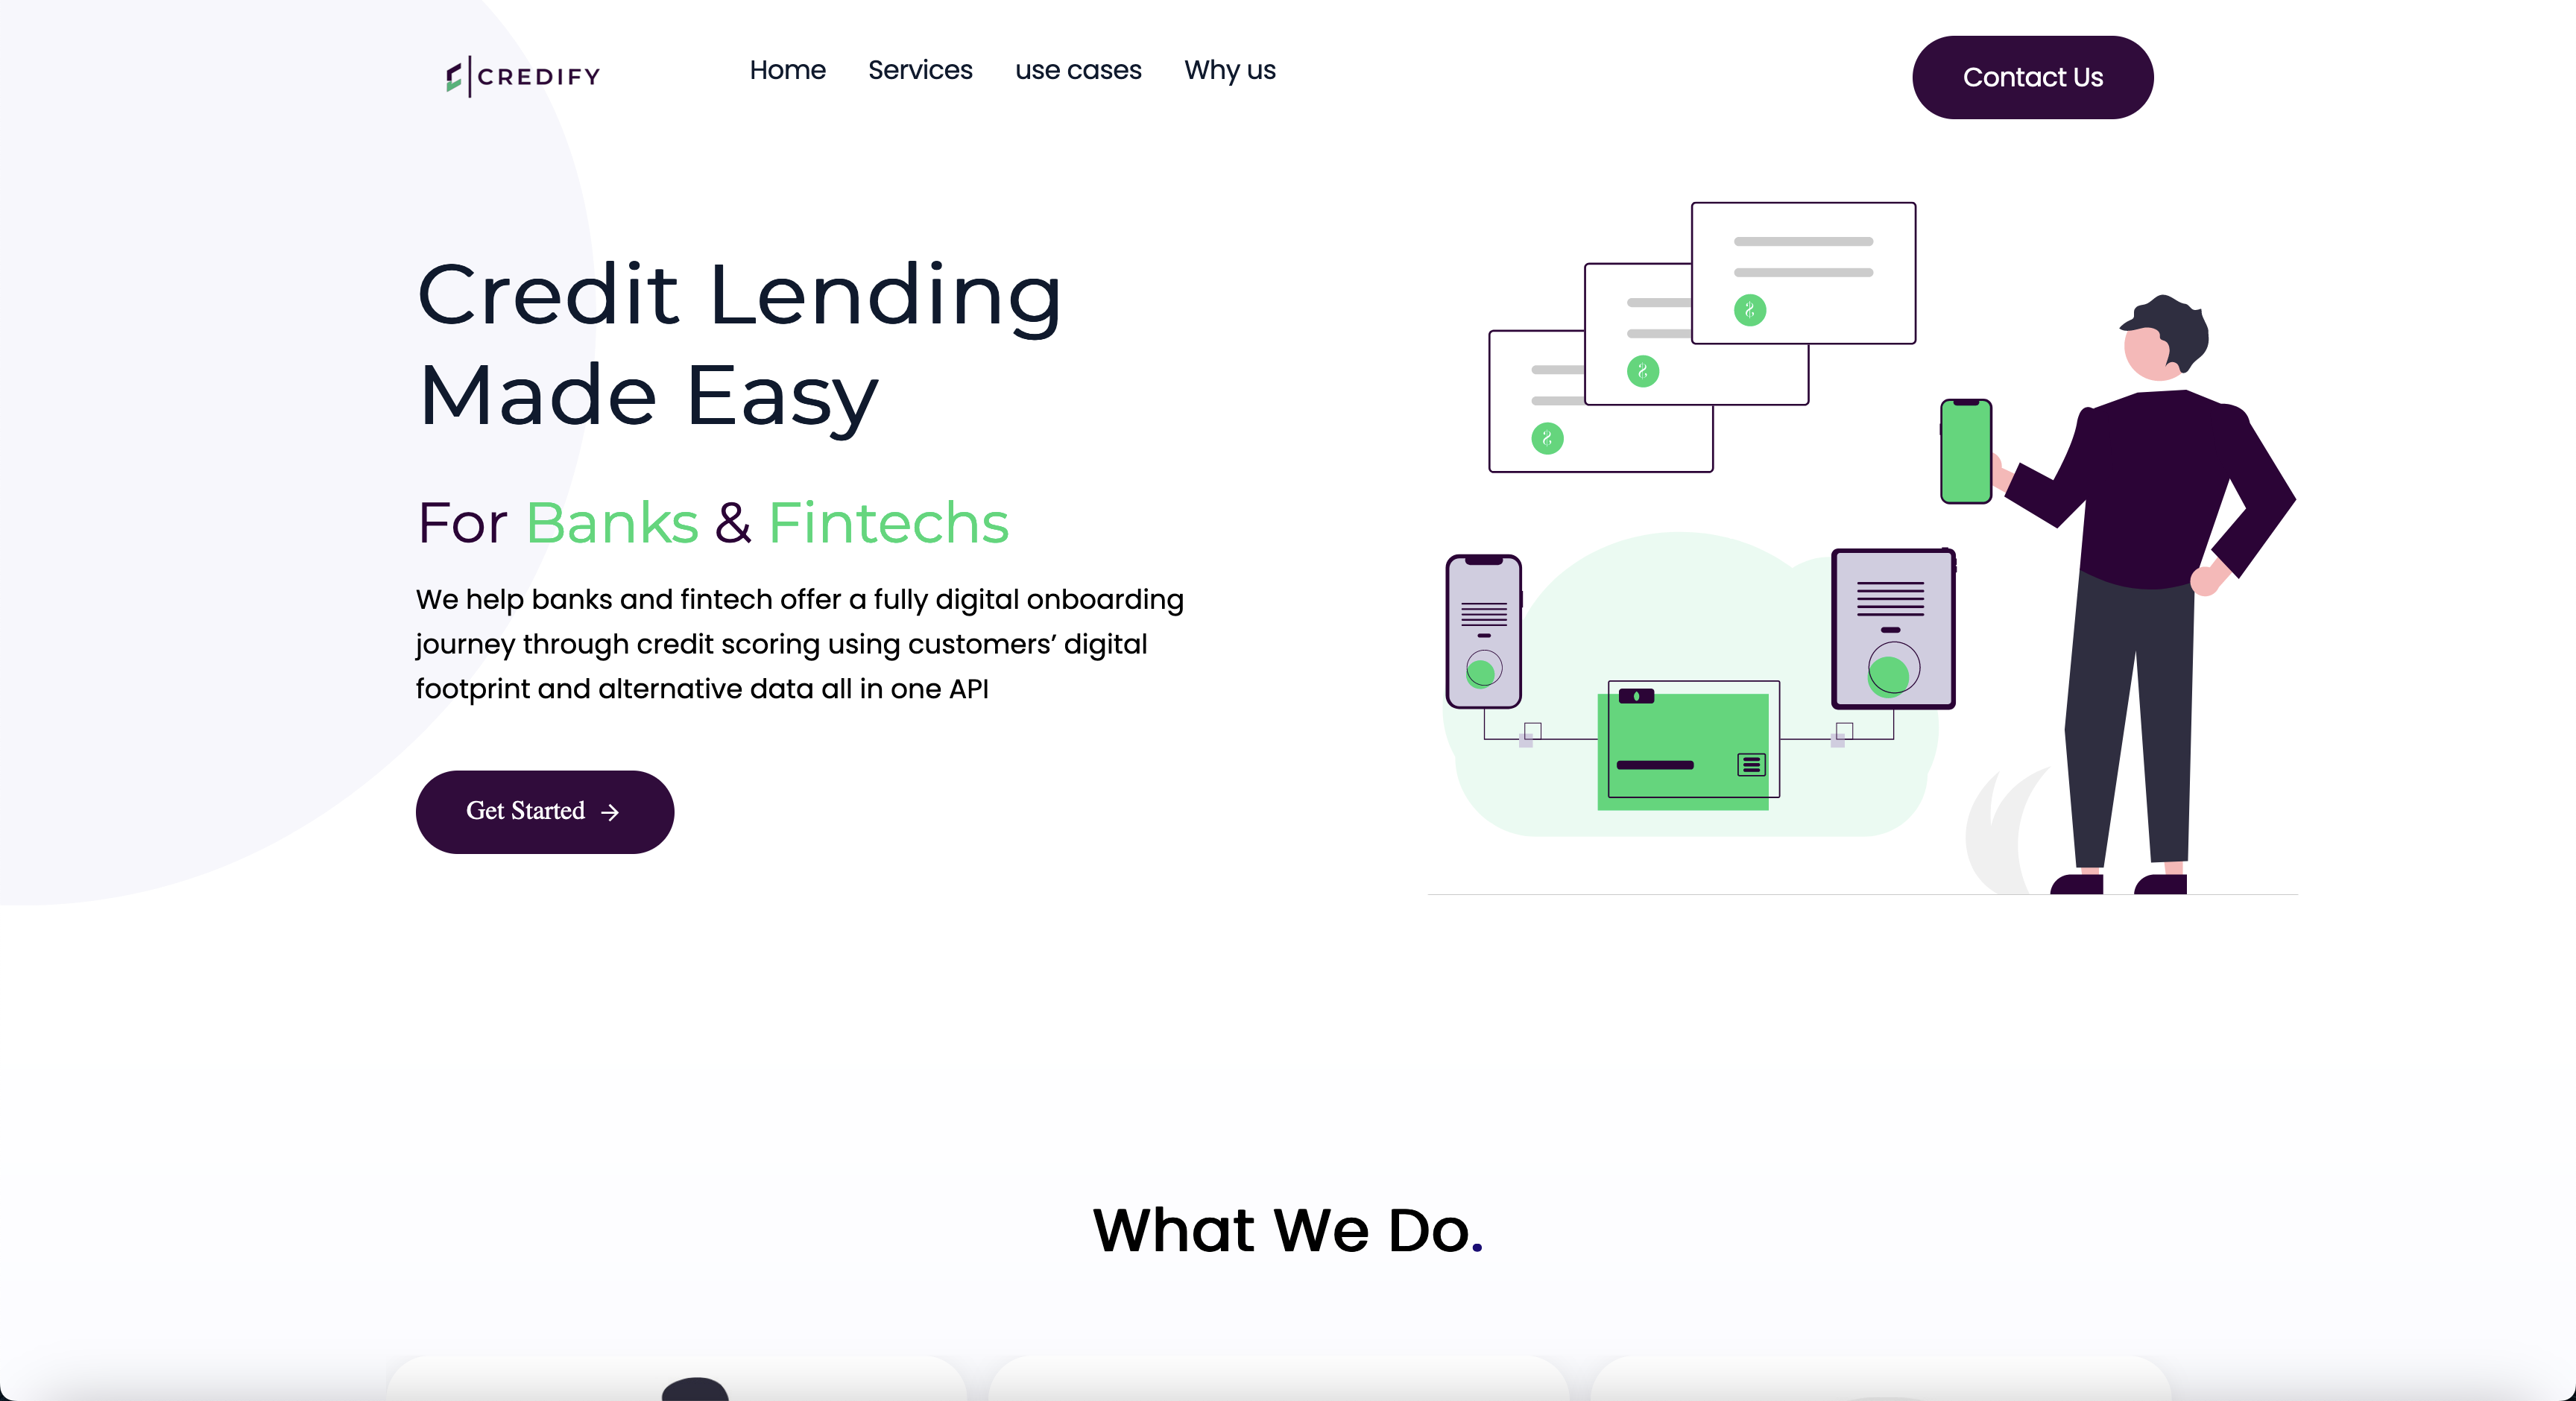 CREDIFY
Home Services use cases Why us
Contact Us
Credit Lending
Made Easy
For Banks & Fintechs
We help banks and fintech offer a fully digital onboarding
journey through credit scoring using customers’ digital
footprint and alternative data all in one API
Get Started
What We Do.